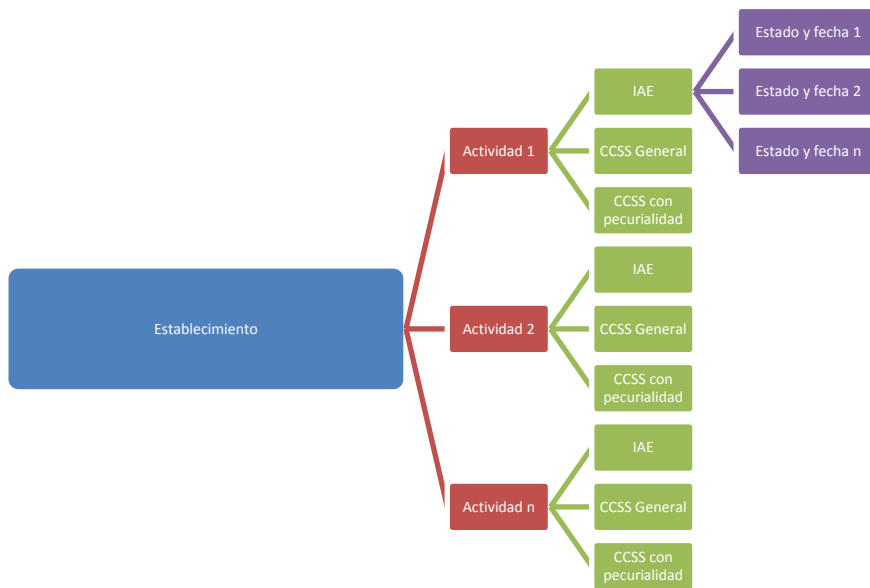 Establecimiento
Actividad 1
IAE
Estado y fecha 1
Estado y fecha 2
Estado y fecha n
CCSS General
CCSS con
pecurialidad
Actividad 2
IAE
CCSS General
CCSS con
pecurialidad
Actividad n
IAE
CCSS General
CCSS con
pecurialidad